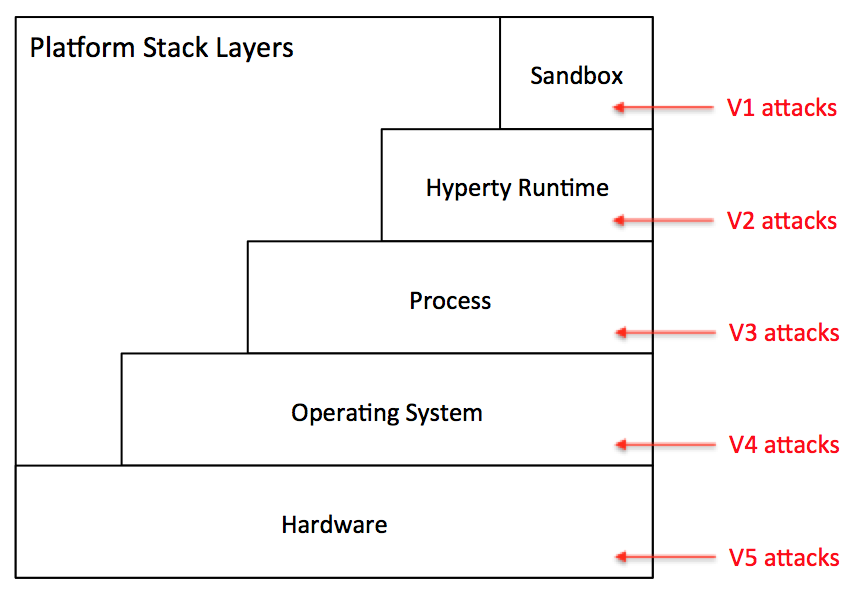 Platform Stack Layers
Sandbox
V1 attacks
Hyperty Runtime
V2 attacks
Process
V3 attacks
Operating System
V4 attacks
Hardware
V5 attacks